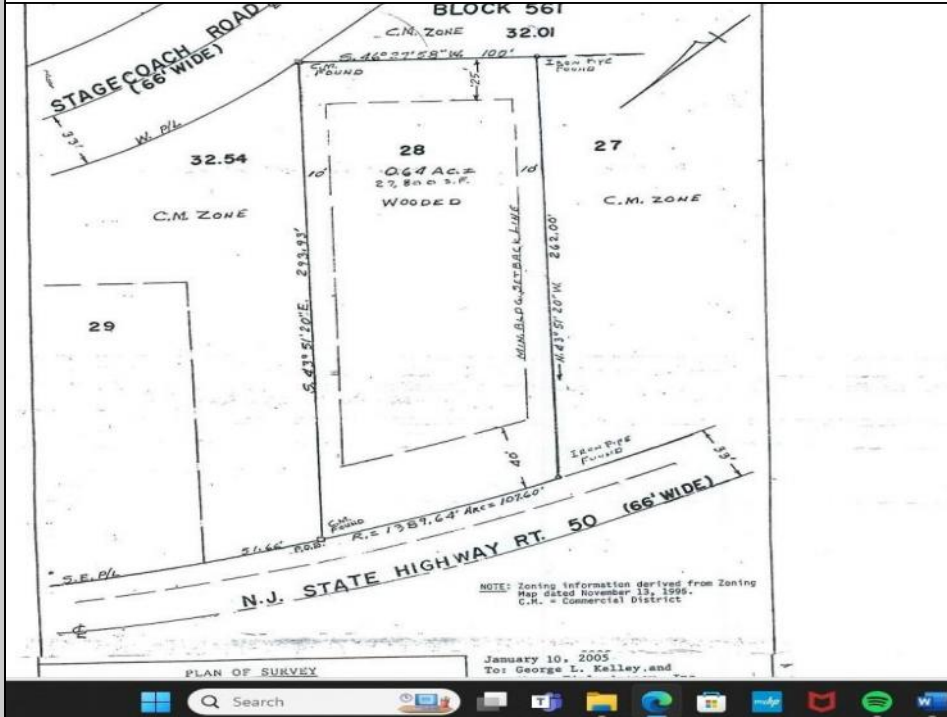 BLOCK 561
C.M. ZONE 32.01
S. 46°27'58"W. 100'
STAGECOACH ROAD
(66' WIDE)
C.M. FOUND
IRON PIPE FOUND
25'
33'
W. P/L
32.54
28
27
10'
0.64 Ac.±
27,800 S.F.
10'
WOODED
C.M. ZONE
C.M. ZONE
S. 43°51'20"E. 293.93'
MIN. BLDG. SETBACK LINE
N. 43°51'20"W. 262.00'
29
40'
IRON PIPE FOUND
33'
C.M. FOUND
51.66'
P.O.B.
R.= 1389.64' Arc = 107.60'
S.E. P/L
N.J. STATE HIGHWAY RT. 50 (66' WIDE)
NOTE: Zoning information derived from Zoning
Map dated November 13, 1995.
C.M. = Commercial District
PLAN OF SURVEY
January 10, 2005
To: George L. Kelley, and
Search